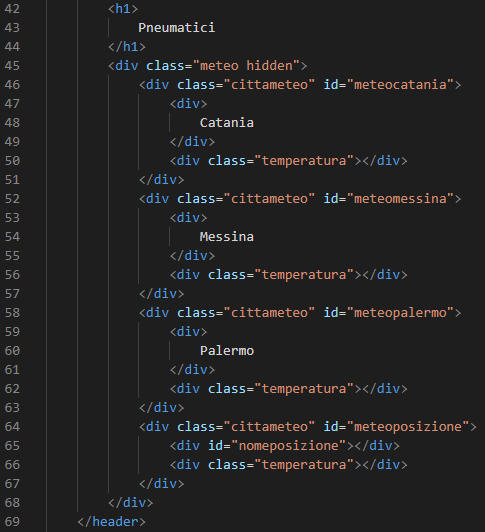 42 <h1>
43 Pneumatici
44 </h1>
45 <div class="meteo hidden">
46 <div class="cittameteo" id="meteocatania">
47 <div>
48 Catania
49 </div>
50 <div class="temperatura"></div>
51 </div>
52 <div class="cittameteo" id="meteomessina">
53 <div>
54 Messina
55 </div>
56 <div class="temperatura"></div>
57 </div>
58 <div class="cittameteo" id="meteopalermo">
59 <div>
60 Palermo
61 </div>
62 <div class="temperatura"></div>
63 </div>
64 <div class="cittameteo" id="meteoposizione">
65 <div id="nomeposizione"></div>
66 <div class="temperatura"></div>
67 </div>
68 </div>
69 </header>